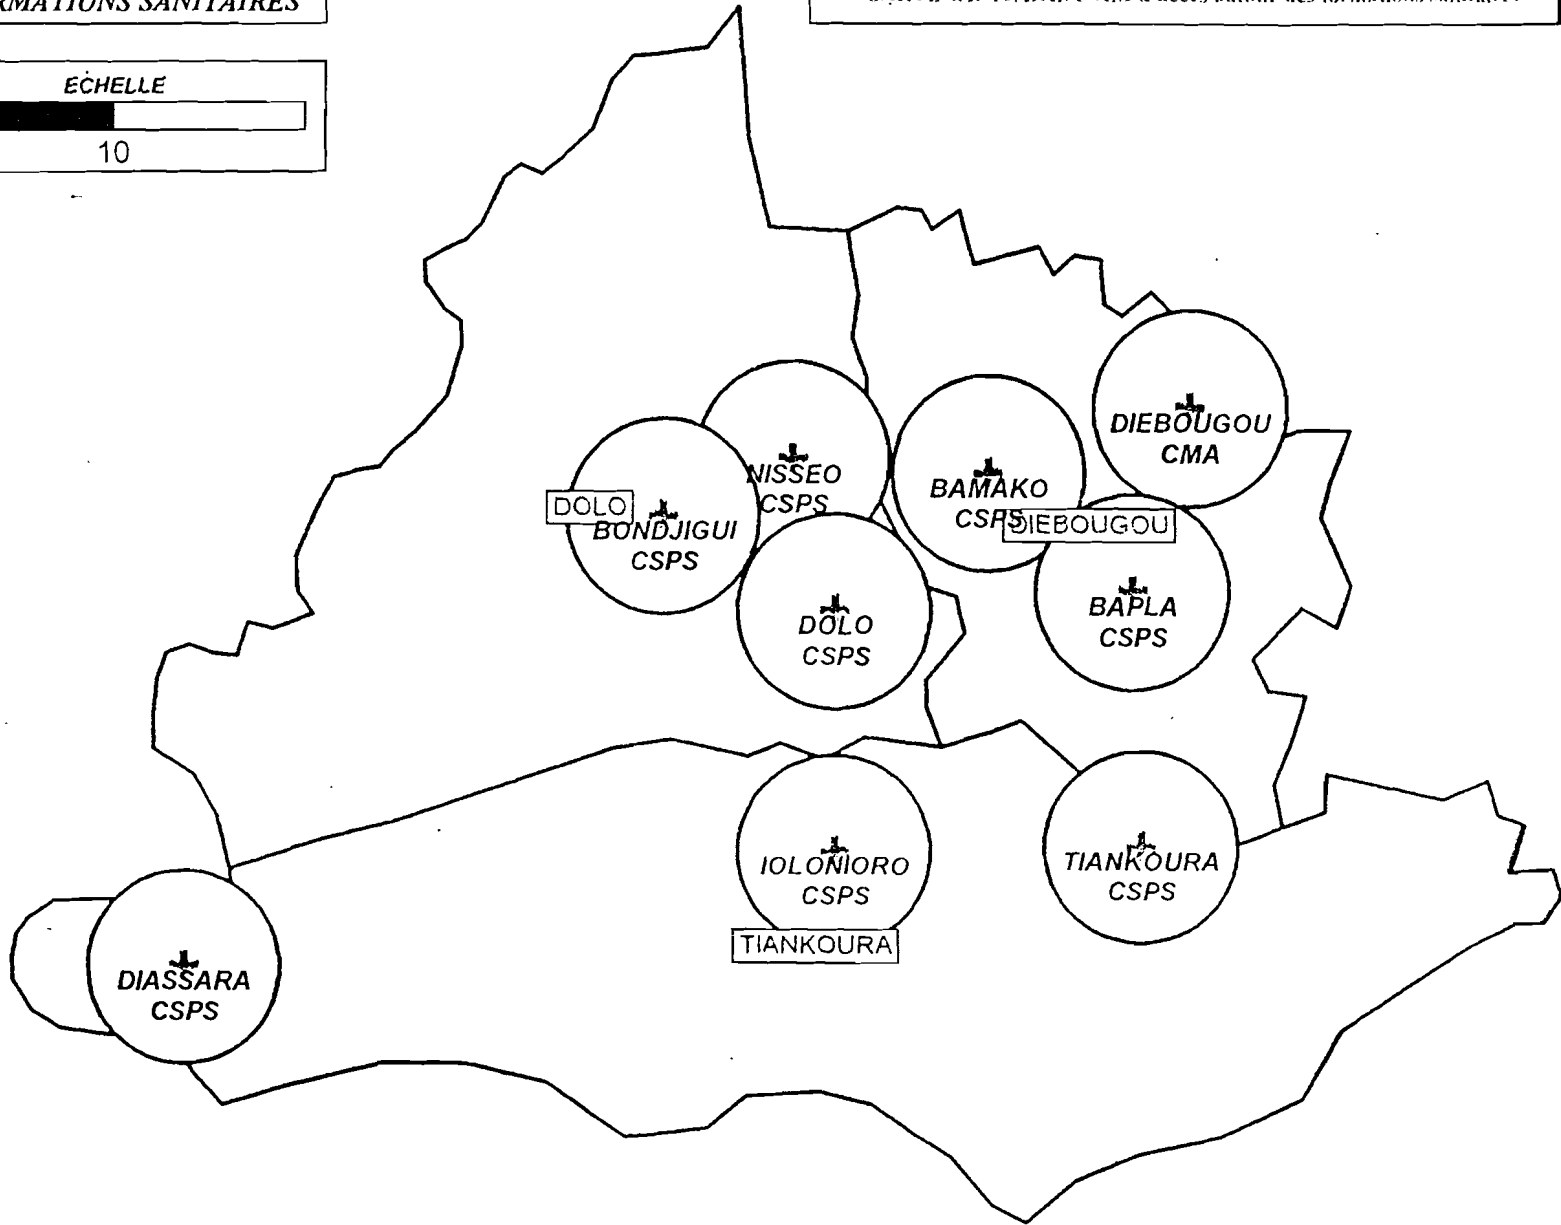 RMATIONS SANITAIRES
ECHELLE
10
DIEBOUGOU
CMA
NISSEO
CSPS
BAMAKO
CSPS
DOLO
BONDJIGUI
CSPS
DIEBOUGOU
BAPLA
CSPS
DOLO
CSPS
IOLONIORO
CSPS
TIANKOURA
CSPS
TIANKOURA
DIASSARA
CSPS